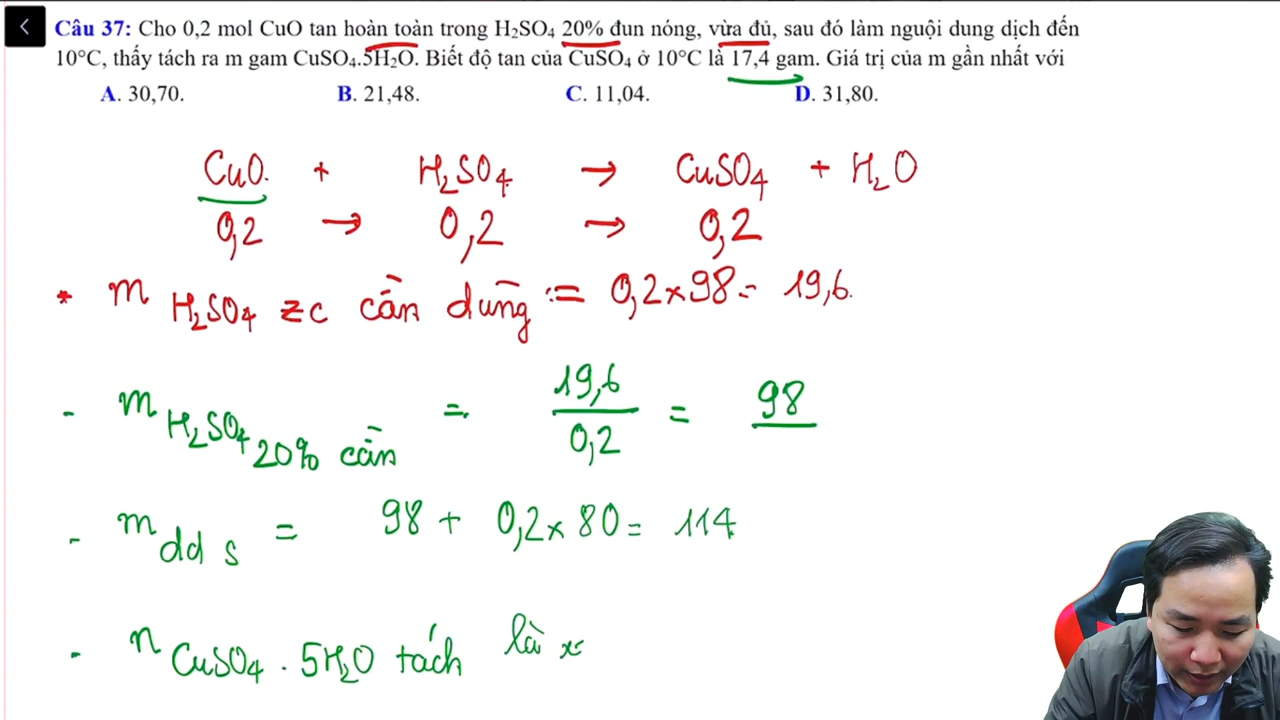 Câu 37: Cho 0,2 mol CuO tan hoàn toàn trong H₂SO₄ 20% đun nóng, vừa đủ, sau đó làm nguội dung dịch đến
10°C, thấy tách ra m gam CuSO₄.5H₂O. Biết độ tan của CuSO₄ ở 10°C là 17,4 gam. Giá trị của m gần nhất với
A. 30,70. B. 21,48. C. 11,04. D. 31,80.
CuO + H₂SO₄ → CuSO₄ + H₂O
0,2 → 0,2 → 0,2
* m H₂SO₄ zc cần dùng := 0,2×98 = 19,6.
- m H₂SO₄ 20% cần = 19,6 / 0,2 = 98
- m dd s = 98 + 0,2×80 = 114
- n CuSO₄ . 5H₂O tách là x